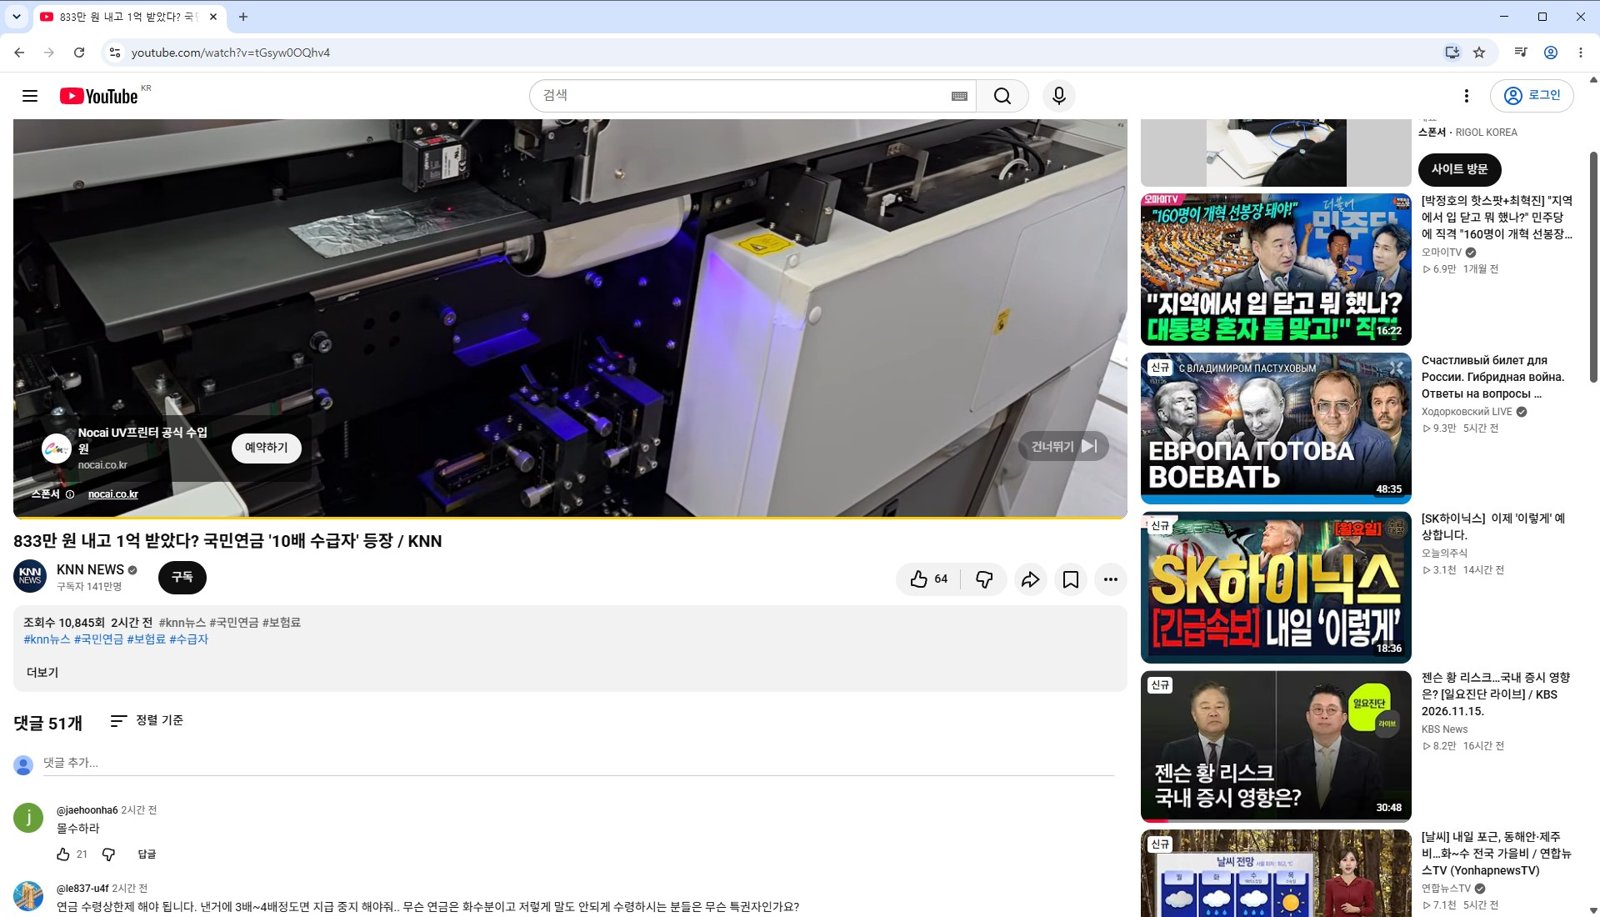 833만 원 내고 1억 받았다? 국
youtube.com/watch?v=tGsyw0OQhv4
YouTube KR
검색
로그인
Nocai UV프린터 공식 수입
원
nocai.co.kr
예약하기
건너뛰기
스폰서
nocai.co.kr
833만 원 내고 1억 받았다? 국민연금 '10배 수급자' 등장 / KNN
KNN NEWS
KNN NEWS
구독자 141만명
구독
64
조회수 10,845회 2시간 전 #knn뉴스 #국민연금 #보험료
#knn뉴스 #국민연금 #보험료 #수급자
더보기
댓글 51개
정렬 기준
댓글 추가...
j
@jaehoonha6 2시간 전
몰수하라
21
답글
@le837-u4f 2시간 전
연금 수령상한제 해야 됩니다. 낸거에 3배~4배정도면 지급 중지 해야줘.. 무슨 연금은 화수분이고 저렇게 말도 안되게 수령하시는 분들은 무슨 특권자인가요?
스폰서 · RIGOL KOREA
사이트 방문
오마이TV
"160명이 개혁 선봉장 돼야!"
더불어
민주당
"지역에서 입 닫고 뭐 했나?
대통령 혼자 돌 맞고!" 직격
16:22
[박정호의 핫스팟+최혁진] "지역
에서 입 닫고 뭐 했나?" 민주당
에 직격 "160명이 개혁 선봉장...
오마이TV
6.9만 1개월 전
신규
С ВЛАДИМИРОМ ПАСТУХОВЫМ
ЕВРОПА ГОТОВА
ВОЕВАТЬ
48:35
Счастливый билет для
России. Гибридная война.
Ответы на вопросы ...
Ходорковский LIVE
9.3만 5시간 전
신규
[월요일]
SK하이닉스
[긴급속보] 내일 '이렇게'
18:36
[SK하이닉스] 이제 '이렇게' 예
상합니다.
오늘의주식
3.1천 14시간 전
신규
일요진단
라이브
젠슨 황 리스크
국내 증시 영향은?
30:48
젠슨 황 리스크...국내 증시 영향
은? [일요진단 라이브] / KBS
2026.11.15.
KBS News
8.2만 16시간 전
신규
날씨 전망
월
화
수
목
[날씨] 내일 포근, 동해안·제주
비...화~수 전국 가을비 / 연합뉴
스TV (YonhapnewsTV)
연합뉴스TV
7.1천 5시간 전